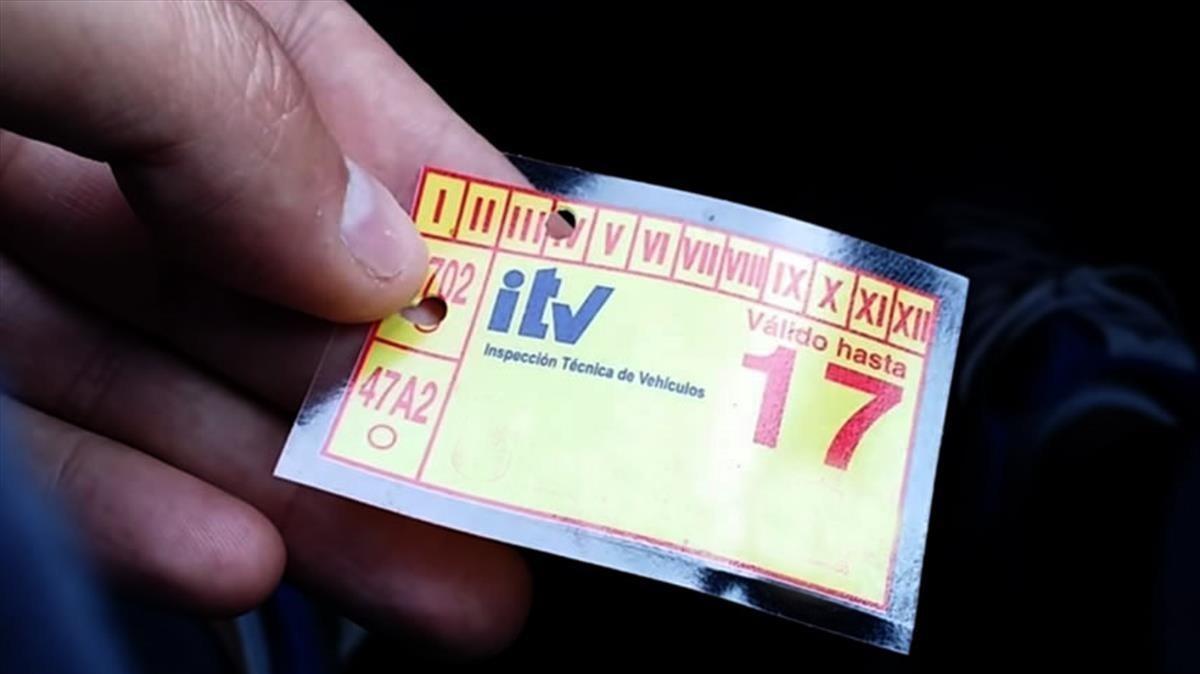 I II III IV V VI VII VIII IX X XI XII
702
itv
Válido hasta
Inspección Técnica de Vehículos
17
47A2